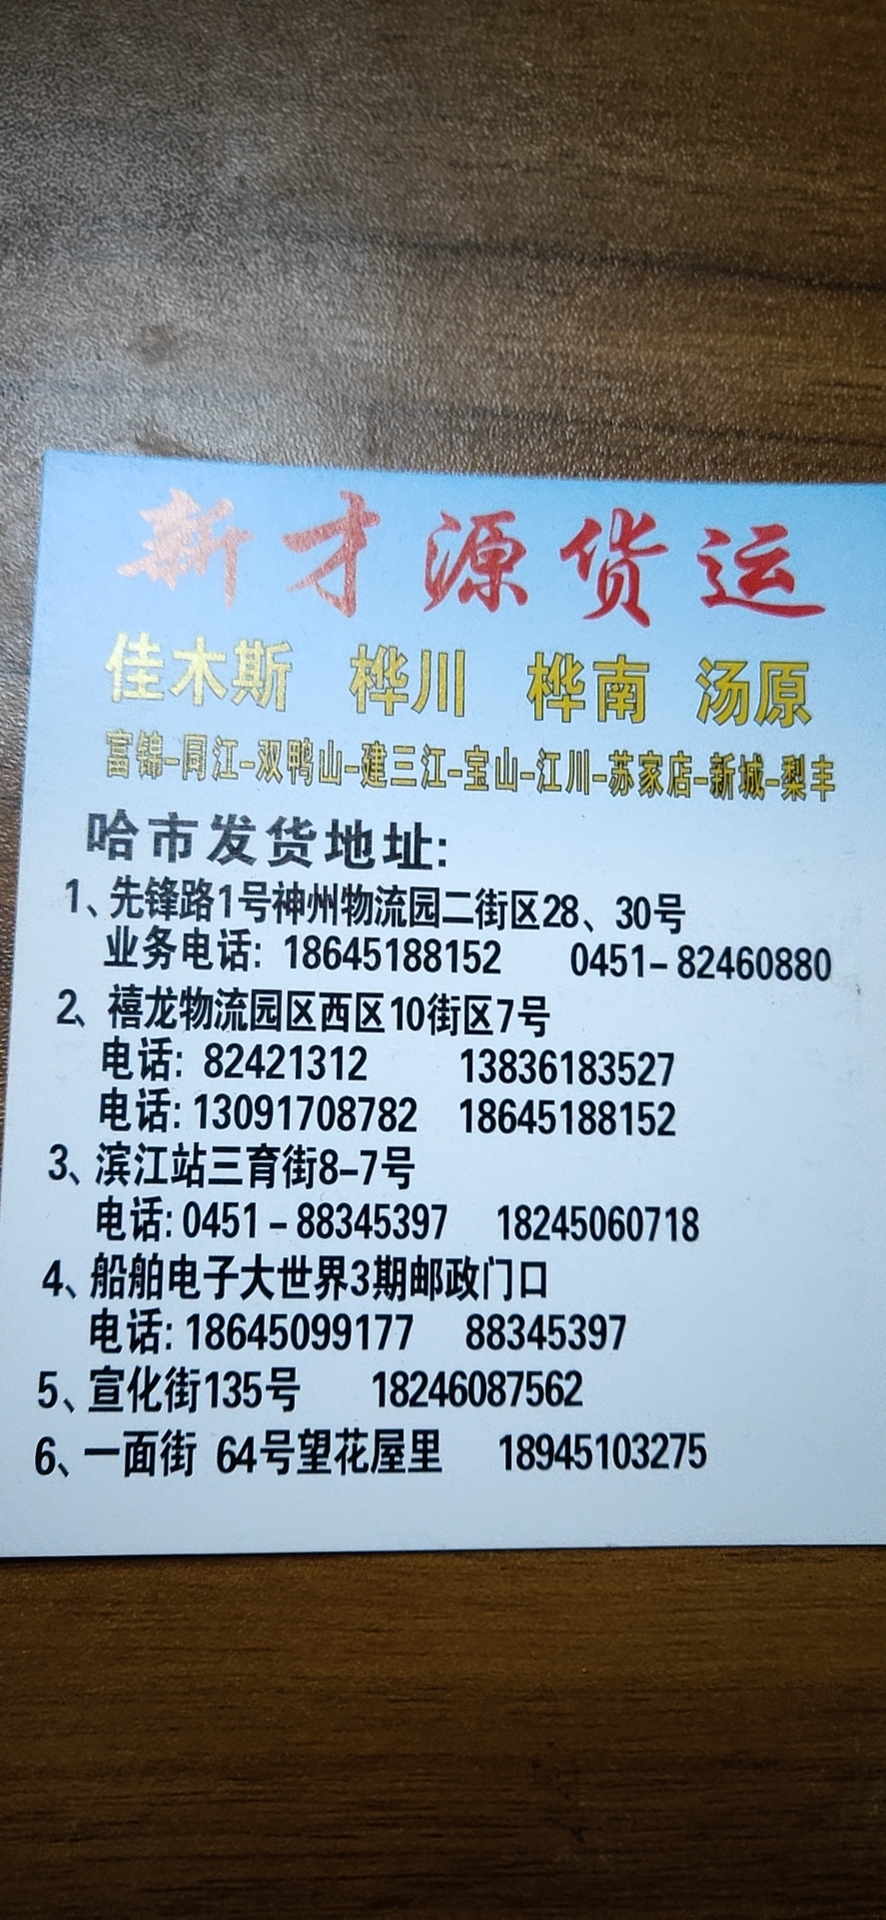 新才源货运
佳木斯 桦川 桦南 汤原
富锦-同江-双鸭山-建三江-宝山-江川-苏家店-新城-梨丰
哈市发货地址:
1、先锋路1号神州物流园二街区28、30号
业务电话: 18645188152 0451-82460880
2、禧龙物流园区西区10街区7号
电话: 82421312 13836183527
电话: 13091708782 18645188152
3、滨江站三育街8-7号
电话: 0451-88345397 18245060718
4、船舶电子大世界3期邮政门口
电话: 18645099177 88345397
5、宣化街135号 18246087562
6、一面街 64号望花屋里 18945103275